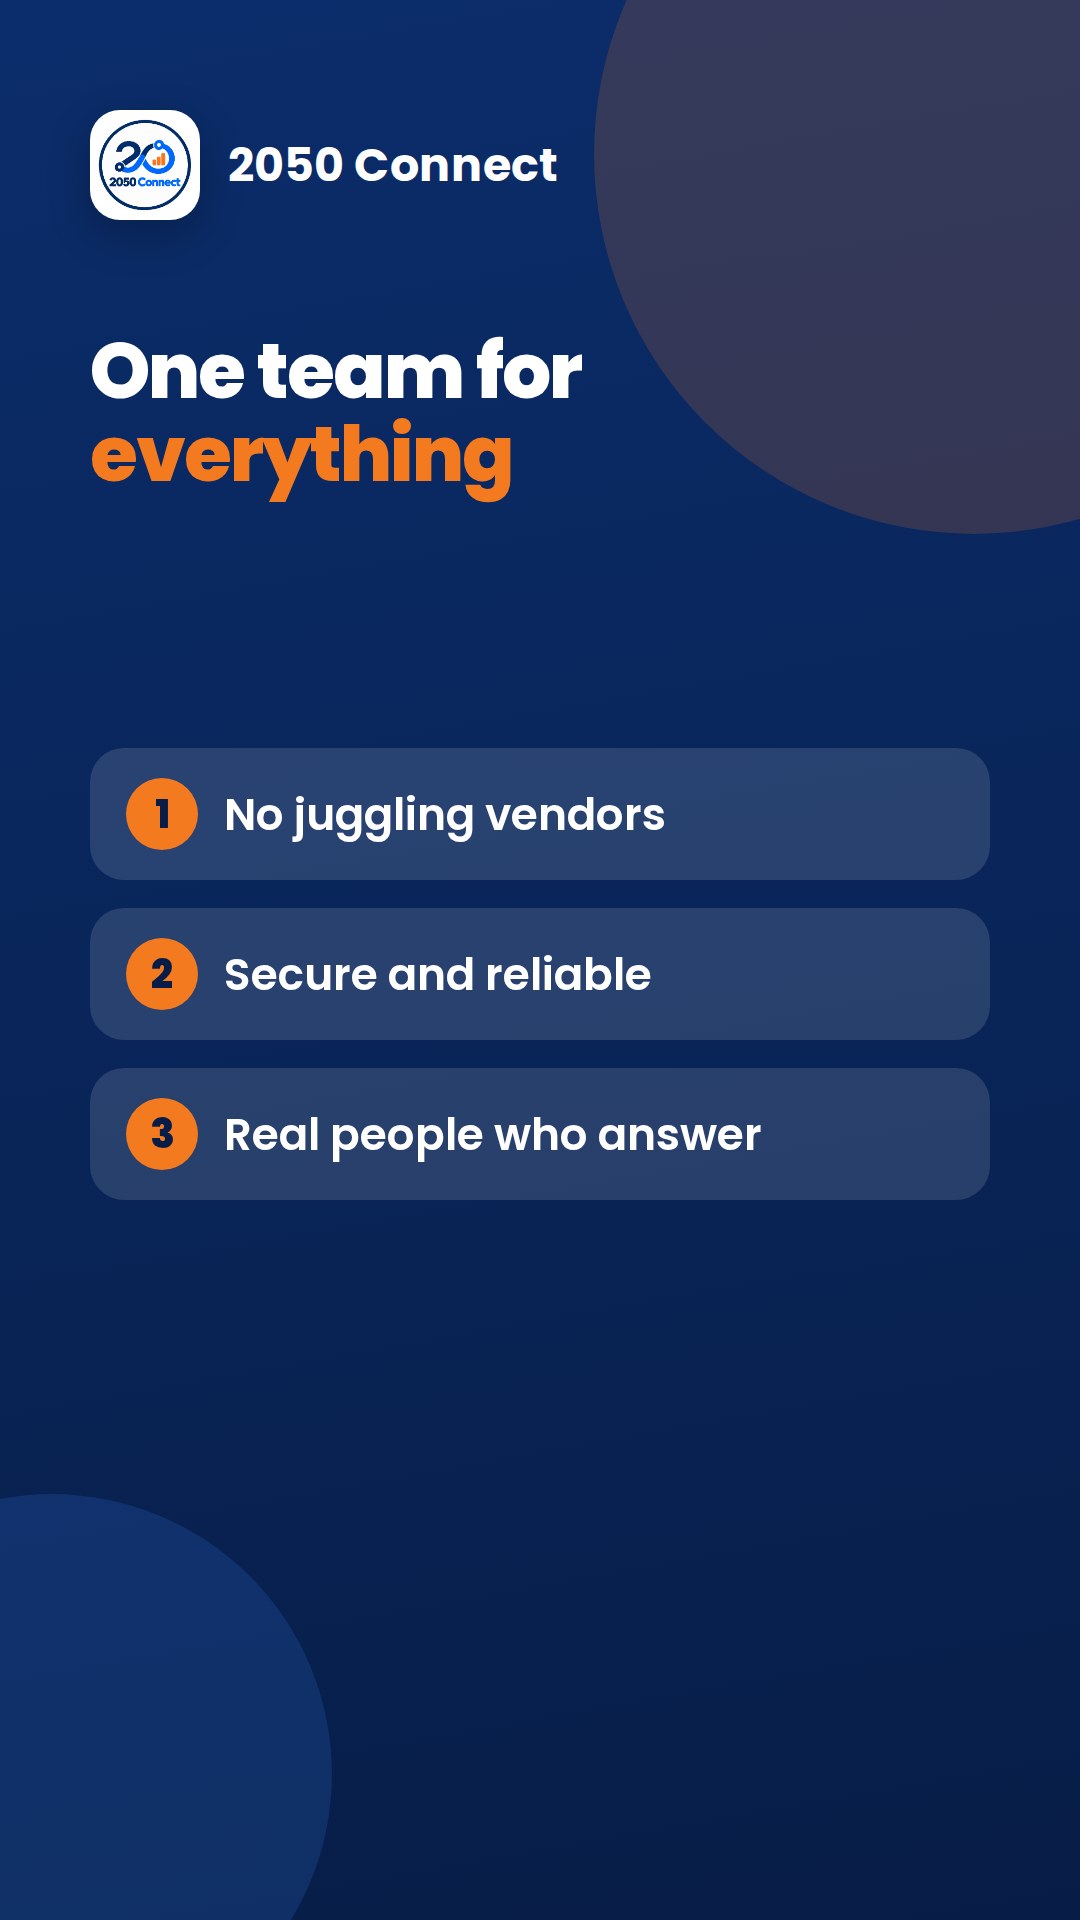 2050 Connect
2050 Connect
One team for
everything
1 No juggling vendors
2 Secure and reliable
3 Real people who answer